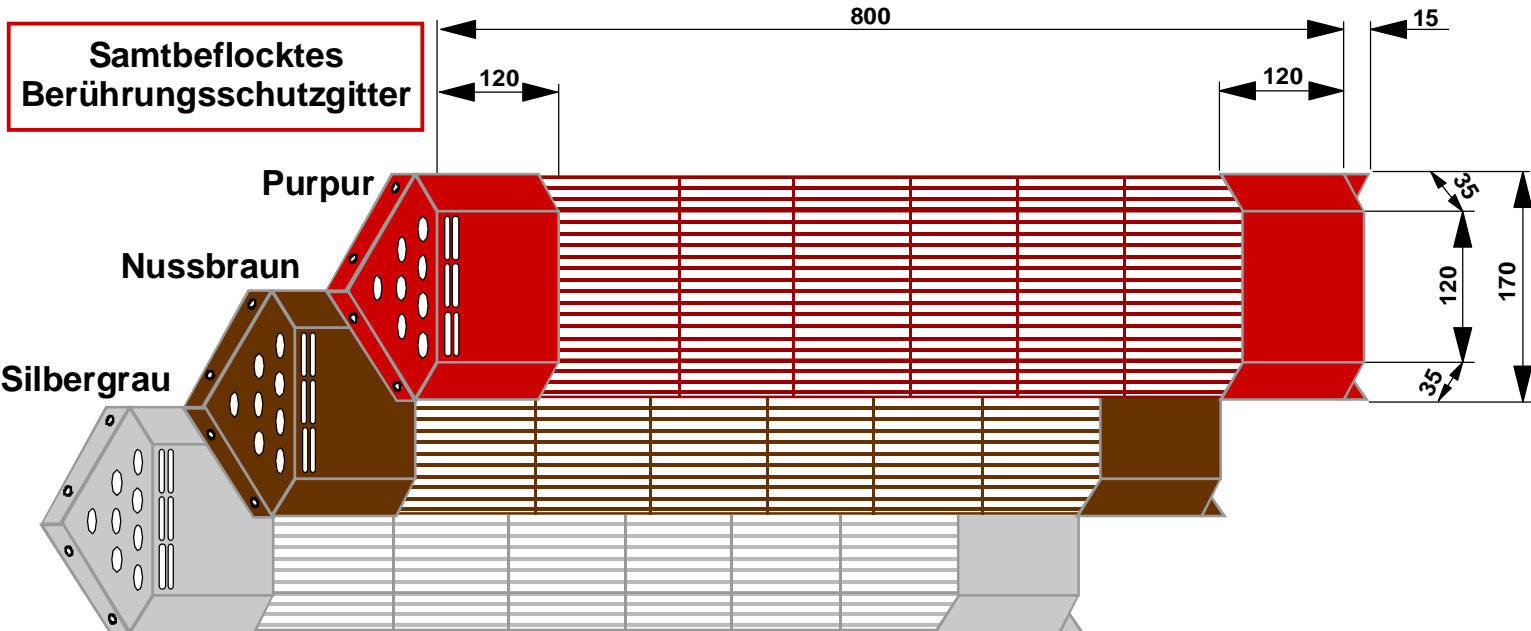 800
15
Samtbeflocktes
Berührungsschutzgitter
120
120
Purpur
35
Nussbraun
120
170
Silbergrau
35